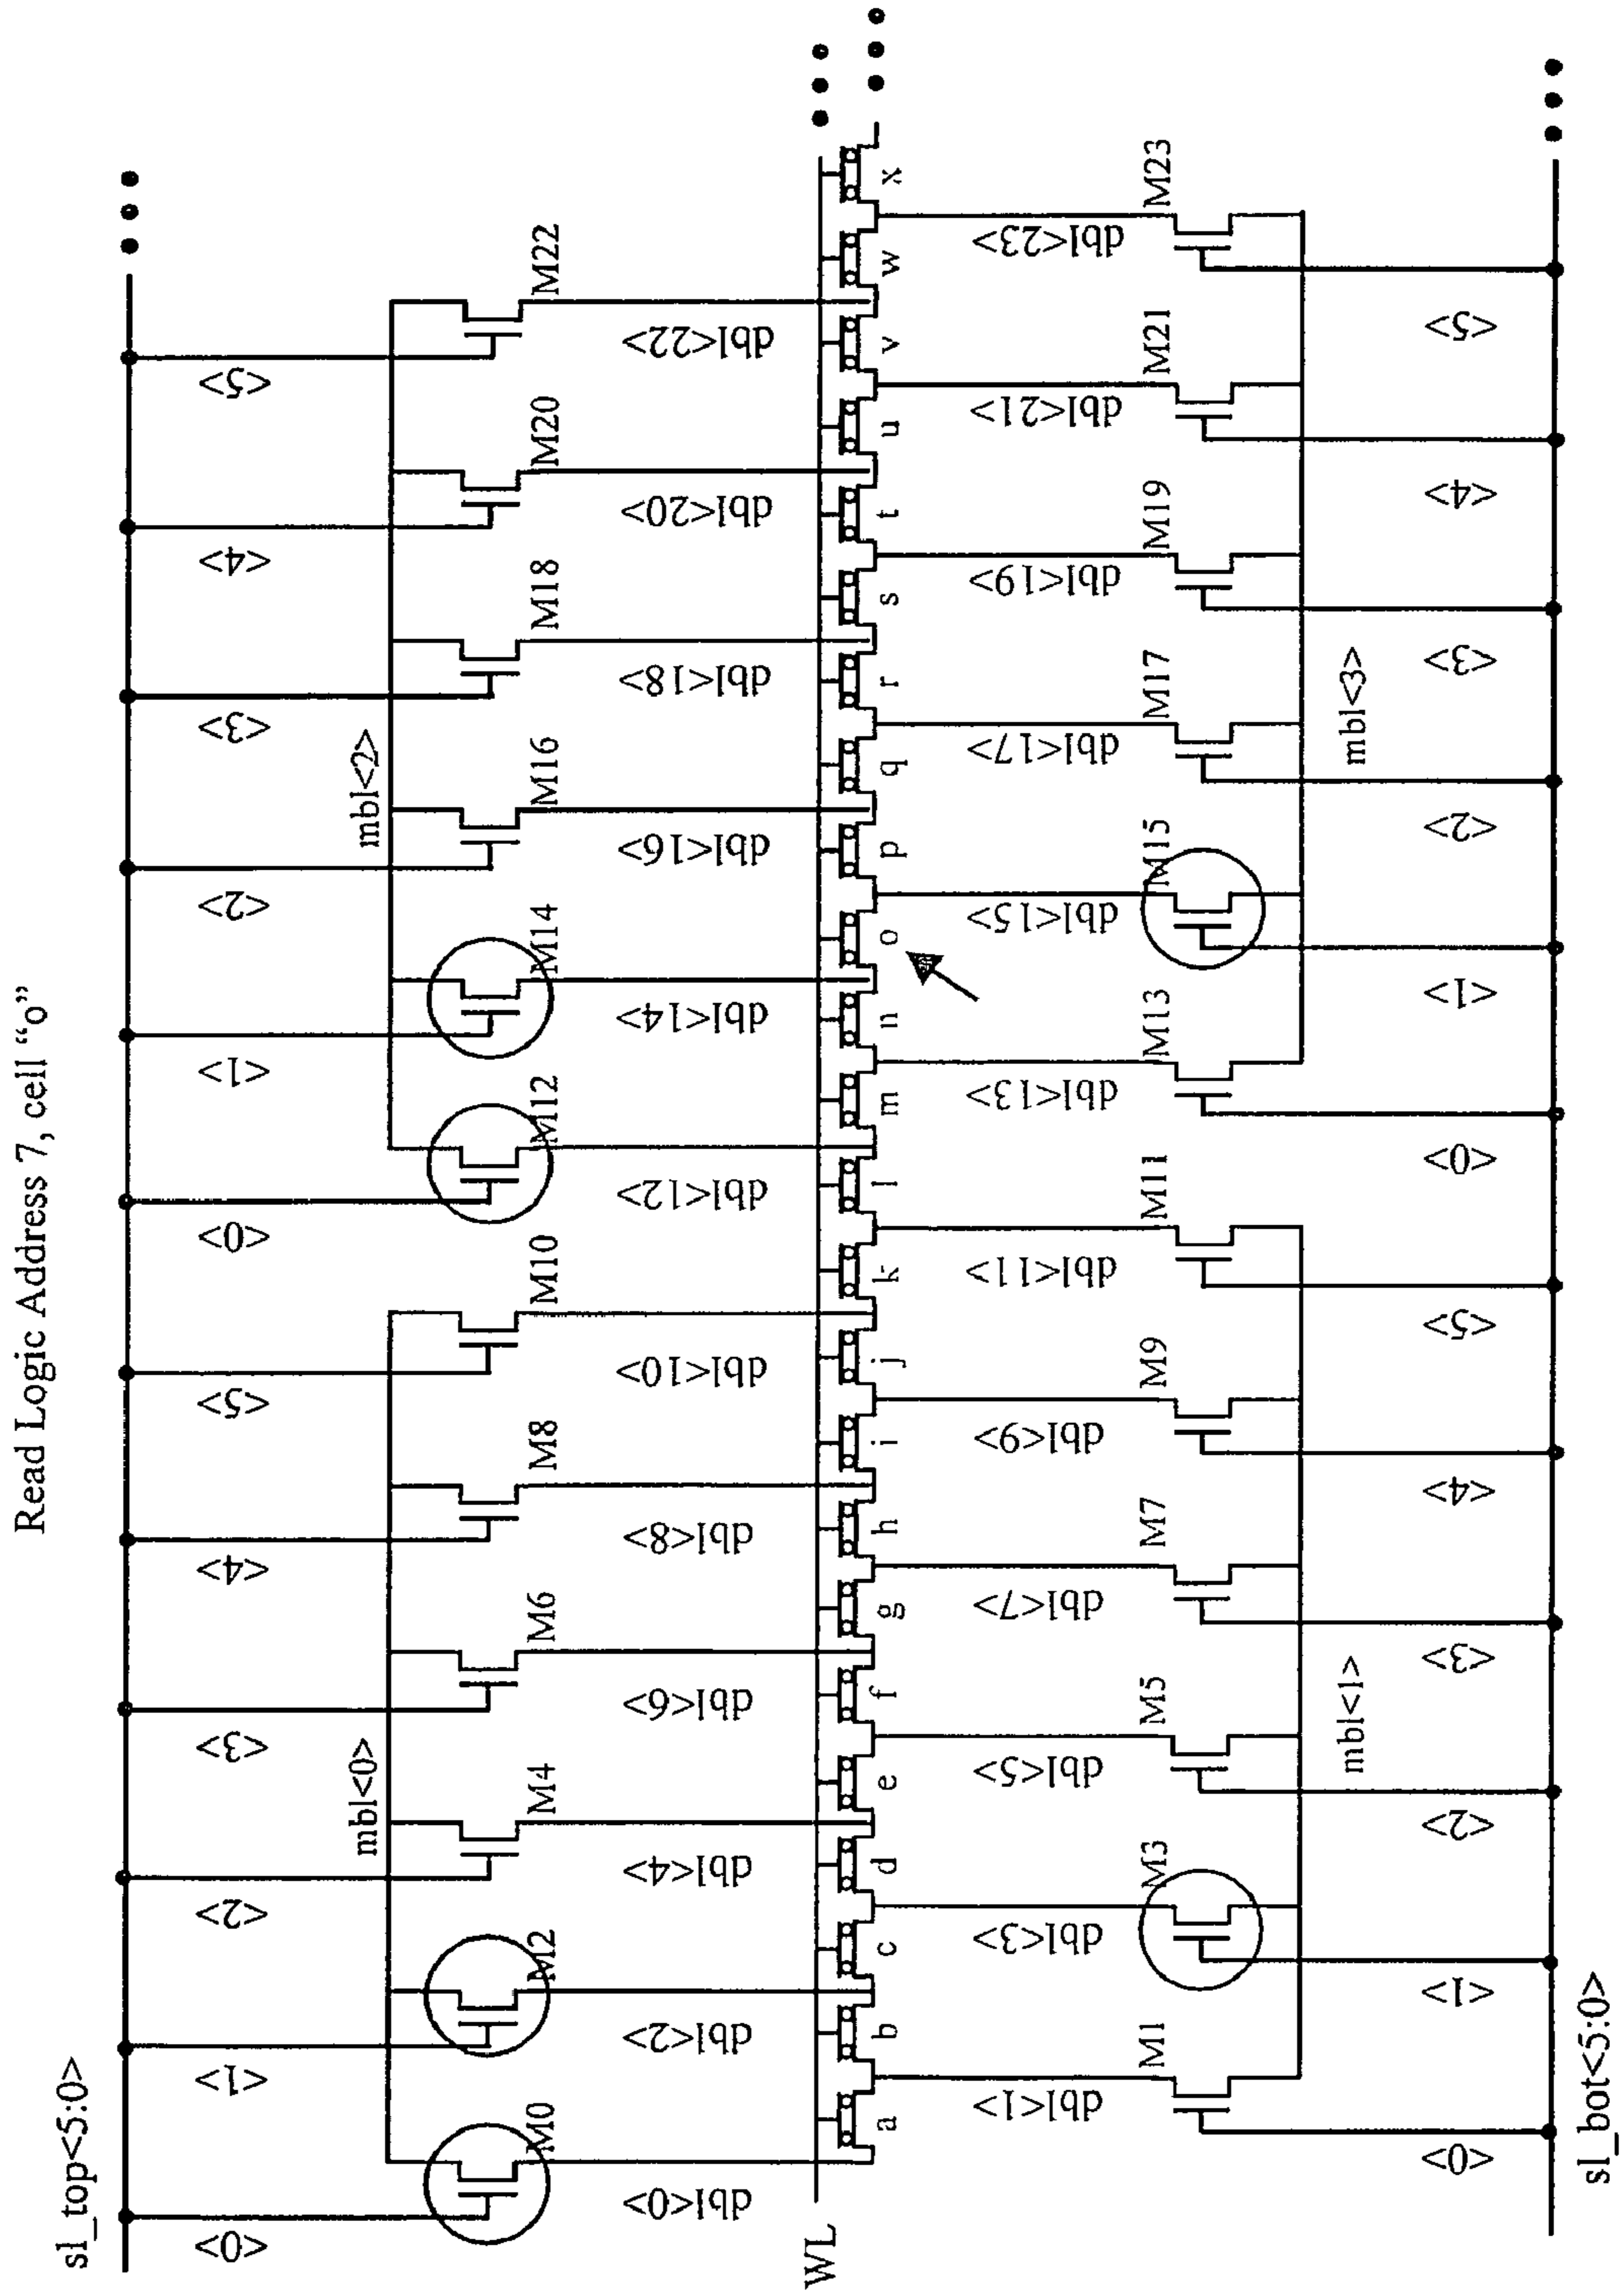 Read Logic Address 7, cell “o”
sl_top<5:0>
<0> <1> <2> <3> <4> <5> <0> <1> <2> <3> <4> <5>
mbl<0> mbl<2>
M0 M2 M4 M6 M8 M10 M12 M14 M16 M18 M20 M22
dbl<0> dbl<2> dbl<4> dbl<6> dbl<8> dbl<10> dbl<12> dbl<14> dbl<16> dbl<18> dbl<20> dbl<22>
WL
a b c d e f g h i j k l m n o p q r s t u v w x
dbl<1> dbl<3> dbl<5> dbl<7> dbl<9> dbl<11> dbl<13> dbl<15> dbl<17> dbl<19> dbl<21> dbl<23>
M1 M3 M5 M7 M9 M11 M13 M15 M17 M19 M21 M23
mbl<1> mbl<3>
<0> <1> <2> <3> <4> <5> <0> <1> <2> <3> <4> <5>
sl_bot<5:0>